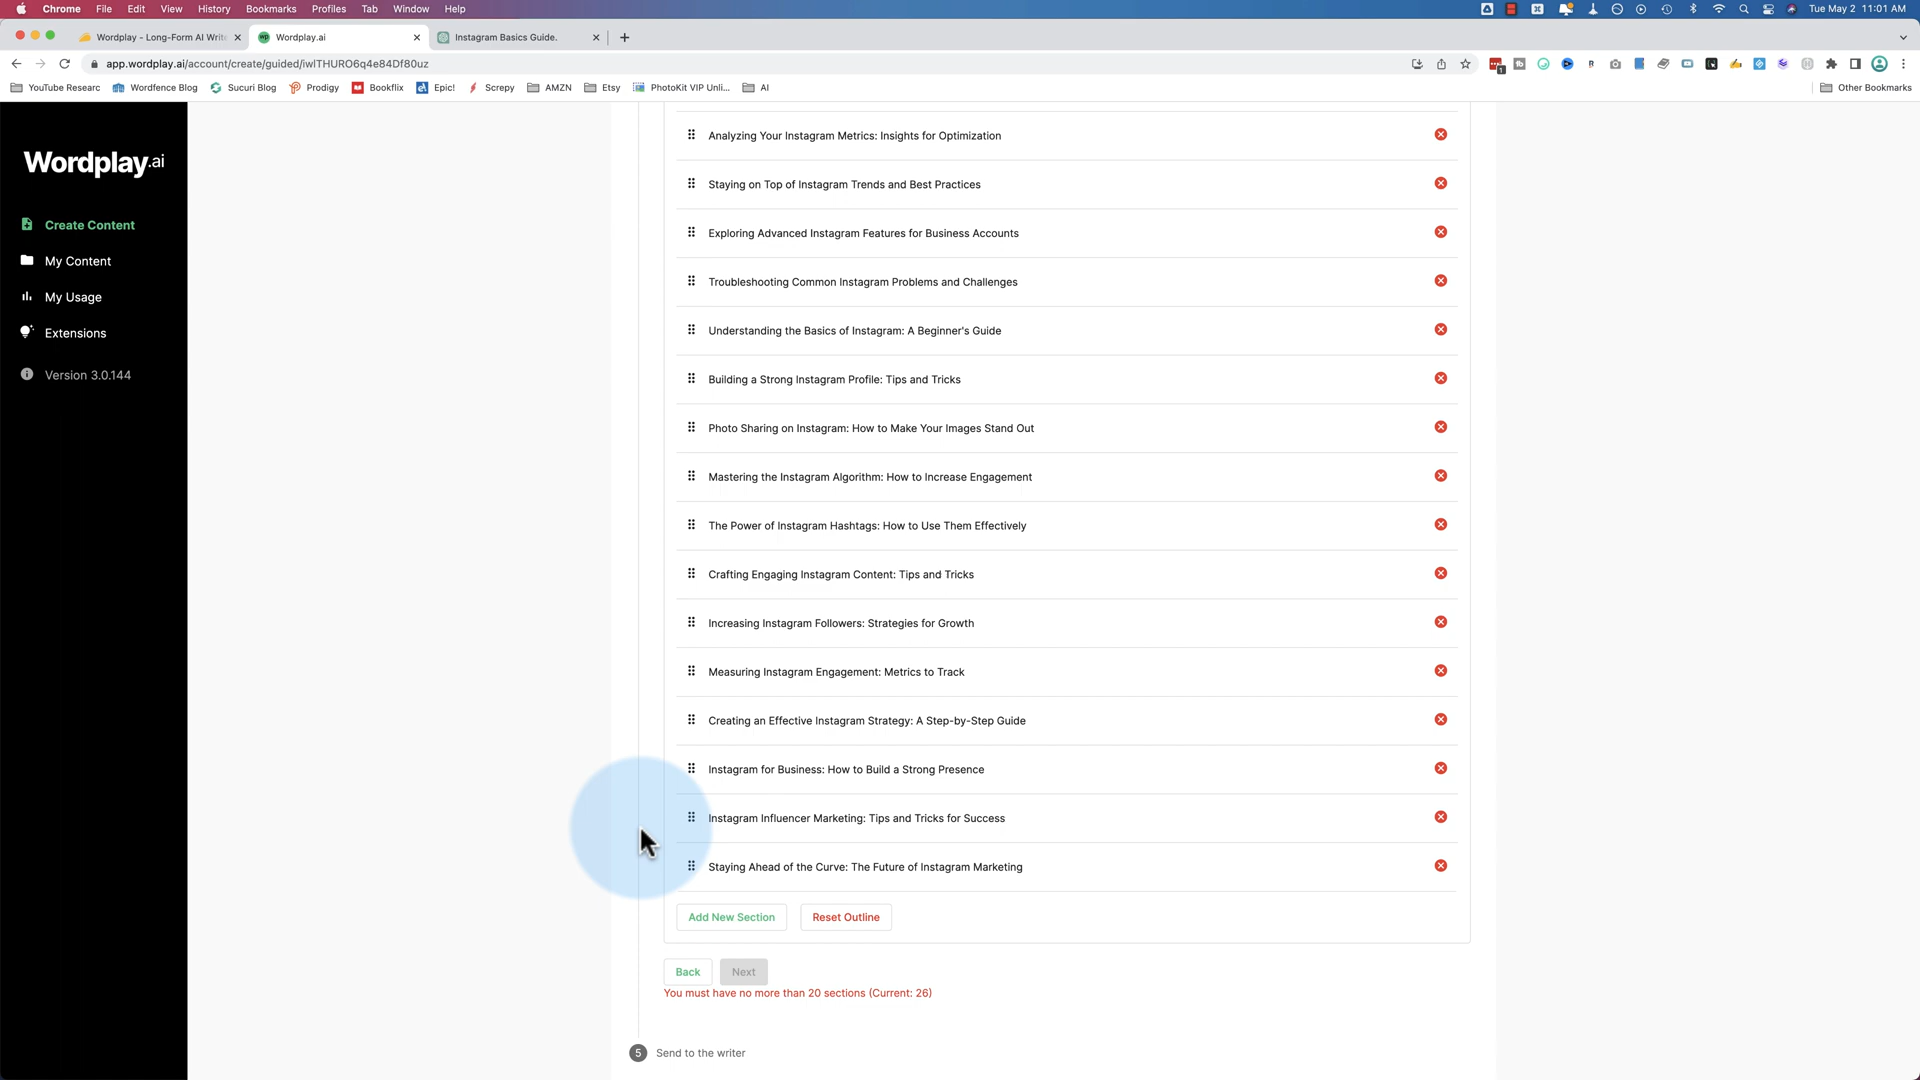 Chrome File Edit View History Bookmarks Profiles Tab Window Help
Tue May 2 11:01 AM
Wordplay - Long-Form AI Write
Wordplay.ai
Instagram Basics Guide.
app.wordplay.ai/account/create/guided/iwITHURO6q4e84Df80uz
YouTube Researc Wordfence Blog Sucuri Blog Prodigy Bookflix Epic! Screpy AMZN Etsy PhotoKit VIP Unli... AI Other Bookmarks
Wordplay.ai
Create Content
My Content
My Usage
Extensions
Version 3.0.144
Analyzing Your Instagram Metrics: Insights for Optimization
Staying on Top of Instagram Trends and Best Practices
Exploring Advanced Instagram Features for Business Accounts
Troubleshooting Common Instagram Problems and Challenges
Understanding the Basics of Instagram: A Beginner's Guide
Building a Strong Instagram Profile: Tips and Tricks
Photo Sharing on Instagram: How to Make Your Images Stand Out
Mastering the Instagram Algorithm: How to Increase Engagement
The Power of Instagram Hashtags: How to Use Them Effectively
Crafting Engaging Instagram Content: Tips and Tricks
Increasing Instagram Followers: Strategies for Growth
Measuring Instagram Engagement: Metrics to Track
Creating an Effective Instagram Strategy: A Step-by-Step Guide
Instagram for Business: How to Build a Strong Presence
Instagram Influencer Marketing: Tips and Tricks for Success
Staying Ahead of the Curve: The Future of Instagram Marketing
Add New Section Reset Outline
Back Next
You must have no more than 20 sections (Current: 26)
5 Send to the writer